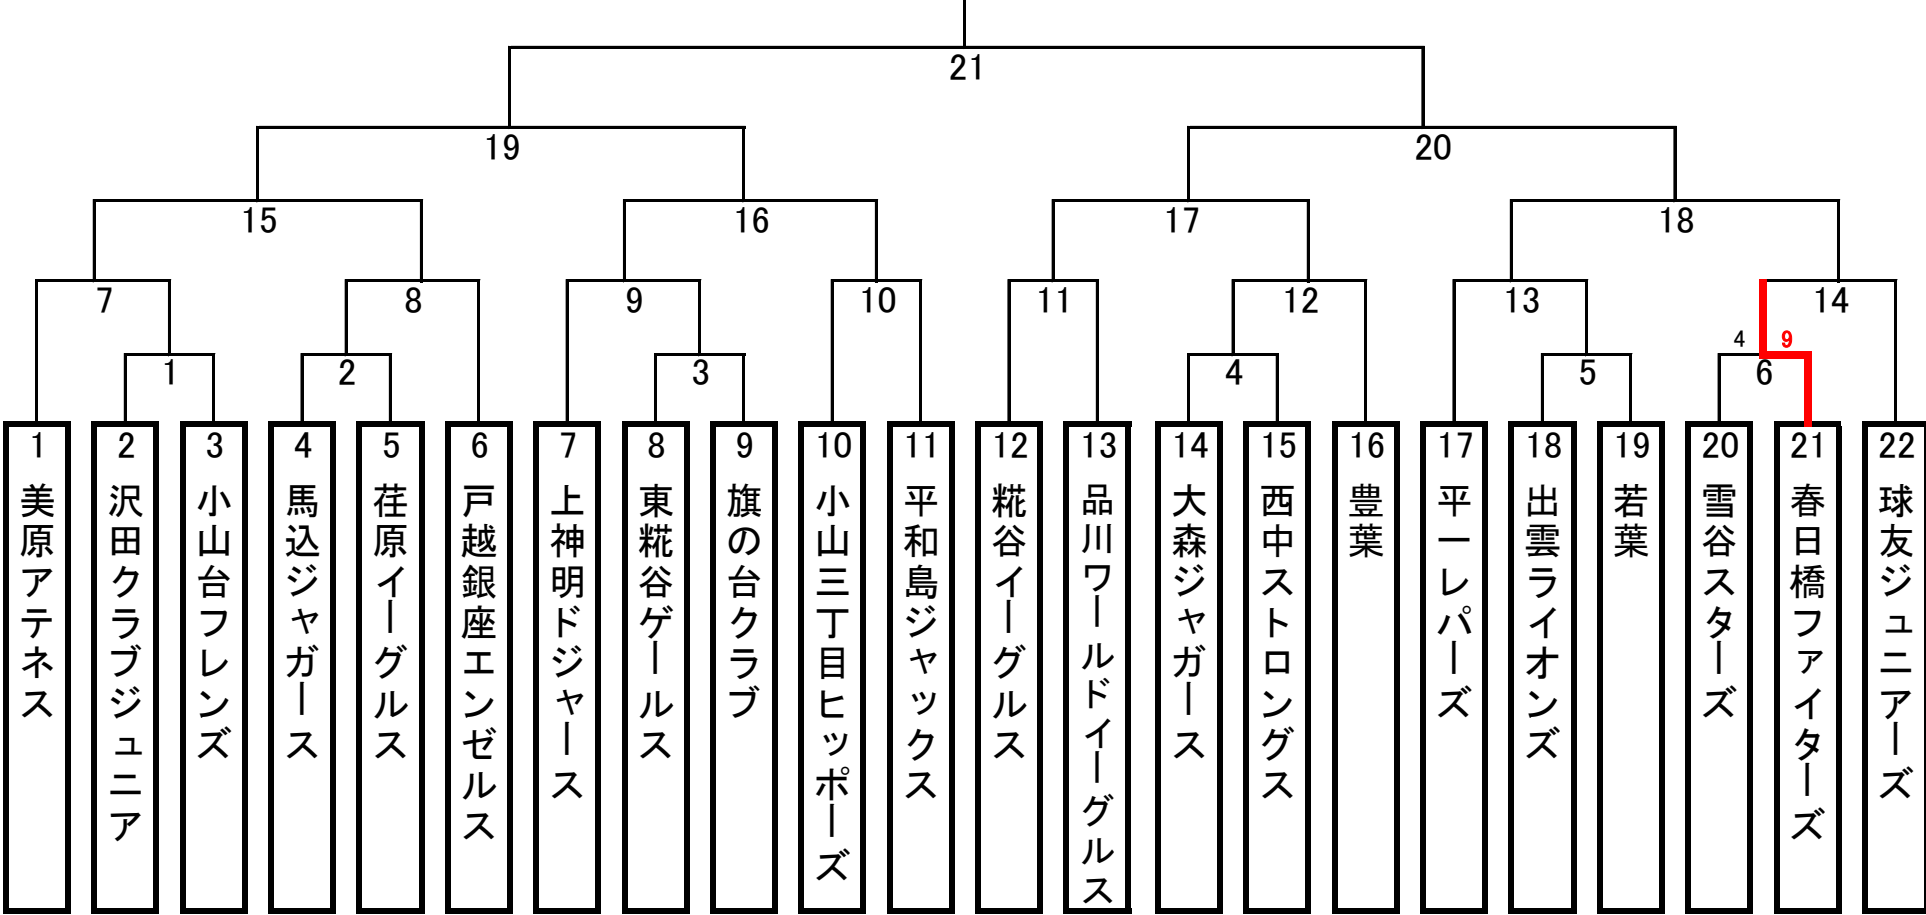 21
19
20
15
16
17
18
7
8
9
10
11
12
13
14
4
9
1
2
3
4
5
6
1 美原アテネス
2 沢田クラブジュニア
3 小山台フレンズ
4 馬込ジャガース
5 荏原イーグルス
6 戸越銀座エンゼルス
7 上神明ドジャース
8 東糀谷ゲールス
9 旗の台クラブ
10 小山三丁目ヒッポーズ
11 平和島ジャックス
12 糀谷イーグルス
13 品川ワールドイーグルス
14 大森ジャガース
15 西中ストロングス
16 豊葉
17 平一レパーズ
18 出雲ライオンズ
19 若葉
20 雪谷スターズ
21 春日橋ファイターズ
22 球友ジュニアーズ